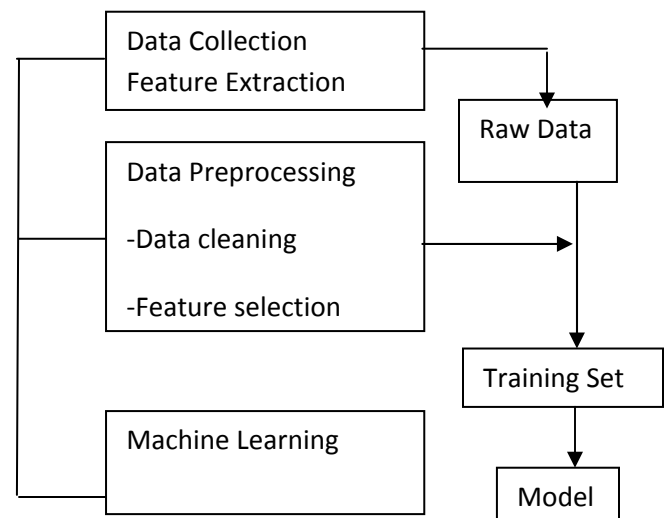 Data Collection
Feature Extraction
Raw Data
Data Preprocessing
-Data cleaning
-Feature selection
Training Set
Machine Learning
Model